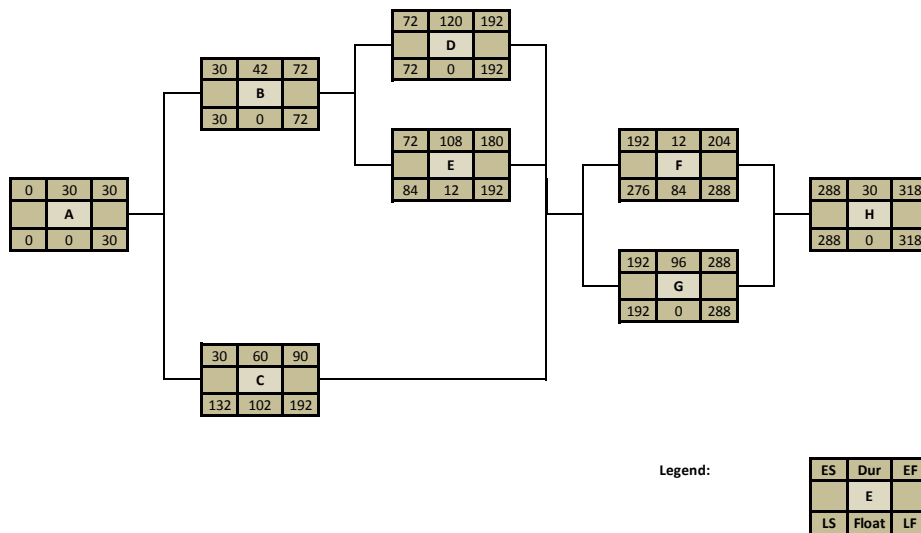 72 120 192
D
72 0 192
30 42 72
B
30 0 72
72 108 180
E
84 12 192
192 12 204
F
276 84 288
0 30 30
A
0 0 30
288 30 318
H
288 0 318
192 96 288
G
192 0 288
30 60 90
C
132 102 192
Legend:
ES Dur EF
E
LS Float LF